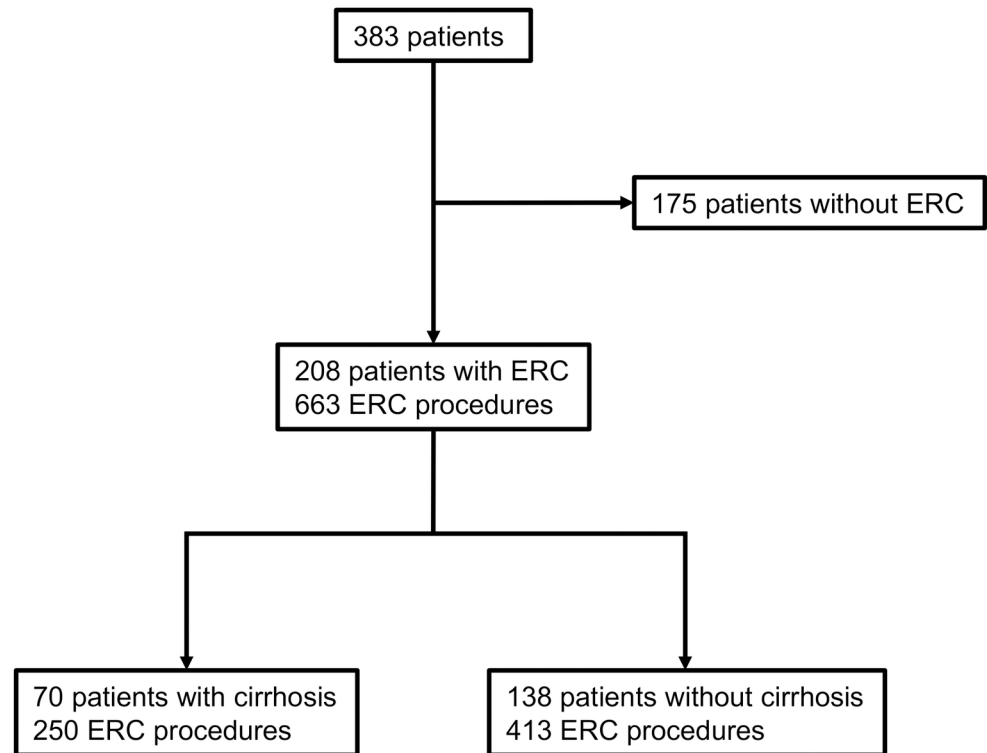 383 patients
175 patients without ERC
208 patients with ERC
663 ERC procedures
70 patients with cirrhosis
250 ERC procedures
138 patients without cirrhosis
413 ERC procedures